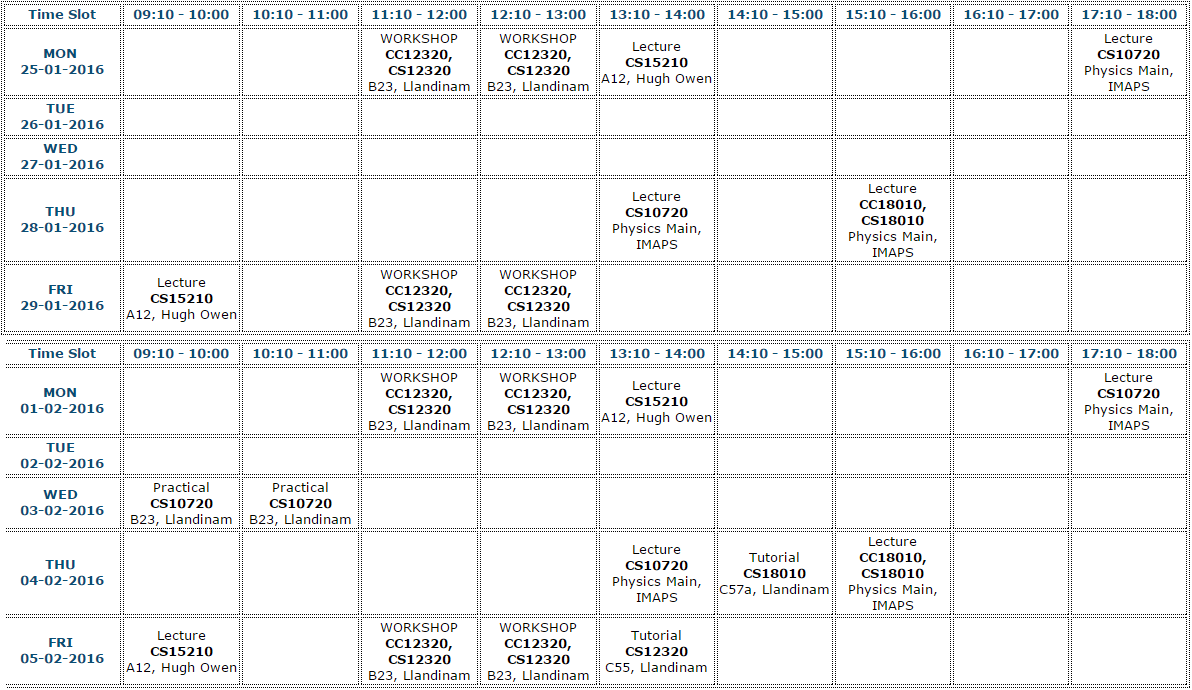 Time Slot 09:10 - 10:00 10:10 - 11:00 11:10 - 12:00 12:10 - 13:00 13:10 - 14:00 14:10 - 15:00 15:10 - 16:00 16:10 - 17:00 17:10 - 18:00
MON
25-01-2016
WORKSHOP
CC12320,
CS12320
B23, Llandinam
WORKSHOP
CC12320,
CS12320
B23, Llandinam
Lecture
CS15210
A12, Hugh Owen
Lecture
CS10720
Physics Main,
IMAPS
TUE
26-01-2016
WED
27-01-2016
THU
28-01-2016
Lecture
CS10720
Physics Main,
IMAPS
Lecture
CC18010,
CS18010
Physics Main,
IMAPS
FRI
29-01-2016
Lecture
CS15210
A12, Hugh Owen
WORKSHOP
CC12320,
CS12320
B23, Llandinam
WORKSHOP
CC12320,
CS12320
B23, Llandinam
Time Slot 09:10 - 10:00 10:10 - 11:00 11:10 - 12:00 12:10 - 13:00 13:10 - 14:00 14:10 - 15:00 15:10 - 16:00 16:10 - 17:00 17:10 - 18:00
MON
01-02-2016
WORKSHOP
CC12320,
CS12320
B23, Llandinam
WORKSHOP
CC12320,
CS12320
B23, Llandinam
Lecture
CS15210
A12, Hugh Owen
Lecture
CS10720
Physics Main,
IMAPS
TUE
02-02-2016
WED
03-02-2016
Practical
CS10720
B23, Llandinam
Practical
CS10720
B23, Llandinam
THU
04-02-2016
Lecture
CS10720
Physics Main,
IMAPS
Tutorial
CS18010
C57a, Llandinam
Lecture
CC18010,
CS18010
Physics Main,
IMAPS
FRI
05-02-2016
Lecture
CS15210
A12, Hugh Owen
WORKSHOP
CC12320,
CS12320
B23, Llandinam
WORKSHOP
CC12320,
CS12320
B23, Llandinam
Tutorial
CS12320
C55, Llandinam